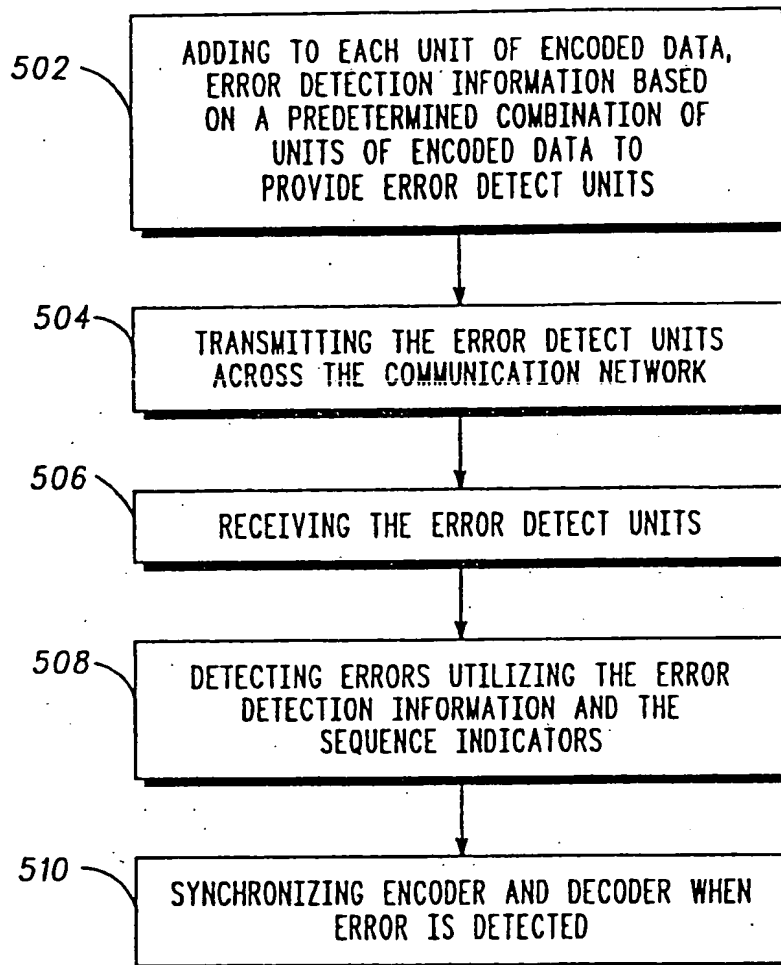 502
ADDING TO EACH UNIT OF ENCODED DATA,
ERROR DETECTION INFORMATION BASED
ON A PREDETERMINED COMBINATION OF
UNITS OF ENCODED DATA TO
PROVIDE ERROR DETECT UNITS
504
TRANSMITTING THE ERROR DETECT UNITS
ACROSS THE COMMUNICATION NETWORK
506
RECEIVING THE ERROR DETECT UNITS
508
DETECTING ERRORS UTILIZING THE ERROR
DETECTION INFORMATION AND THE
SEQUENCE INDICATORS
510
SYNCHRONIZING ENCODER AND DECODER WHEN
ERROR IS DETECTED